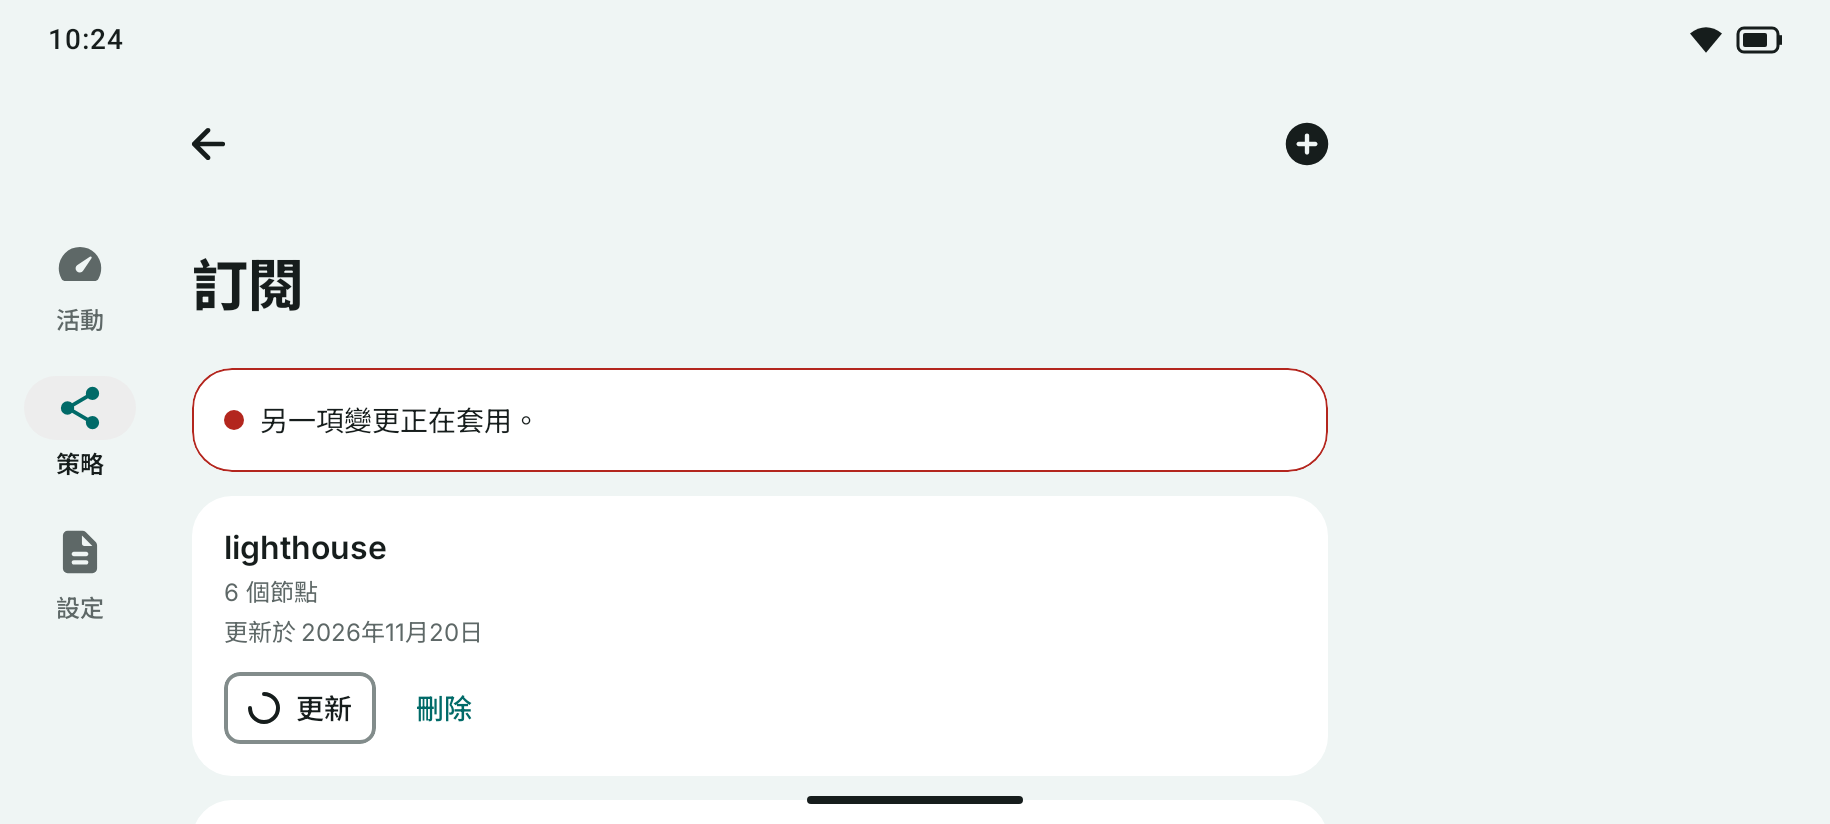 10:24
訂閱
活動
策略
設定
另一項變更正在套用。
lighthouse
6 個節點
更新於 2026年11月20日
更新
刪除